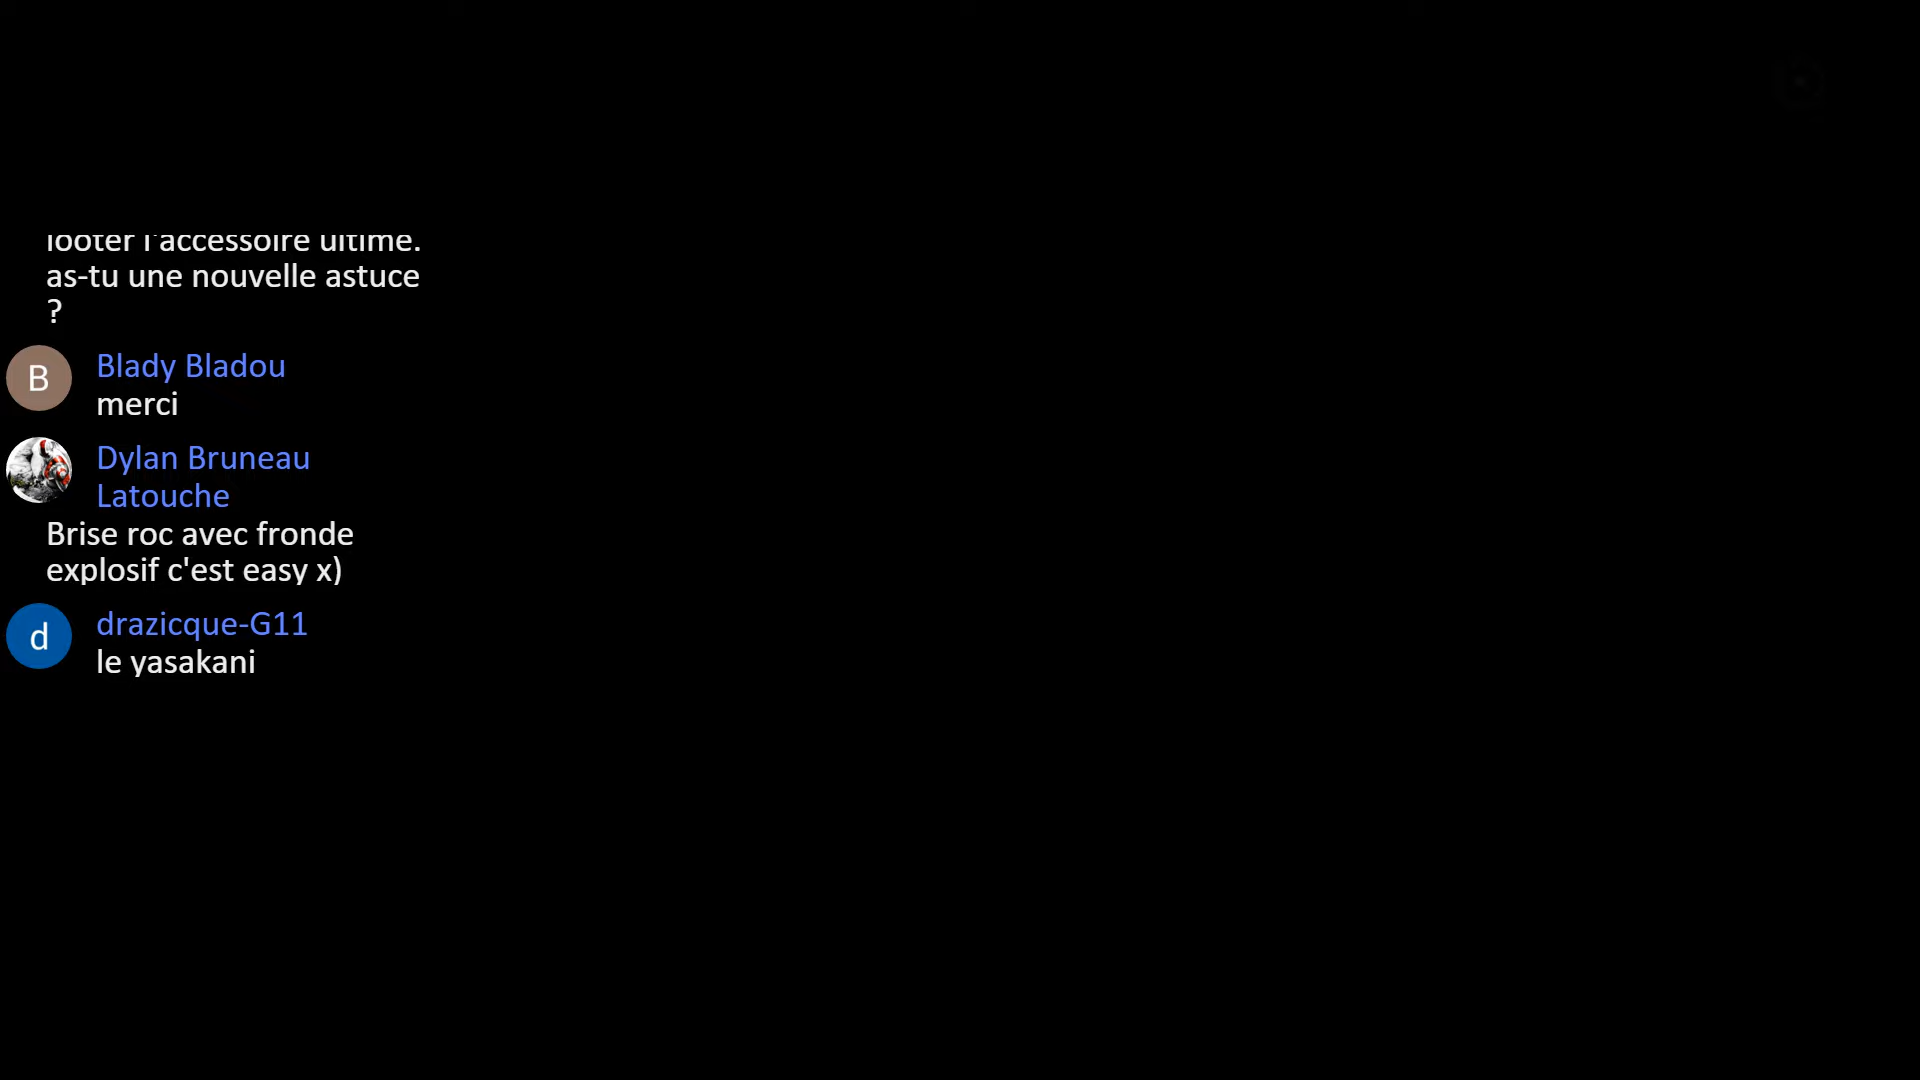 looter l'accessoire ultime.
as-tu une nouvelle astuce
?
B
Blady Bladou
merci
Dylan Bruneau
Latouche
Brise roc avec fronde
explosif c'est easy x)
d
drazicque-G11
le yasakani